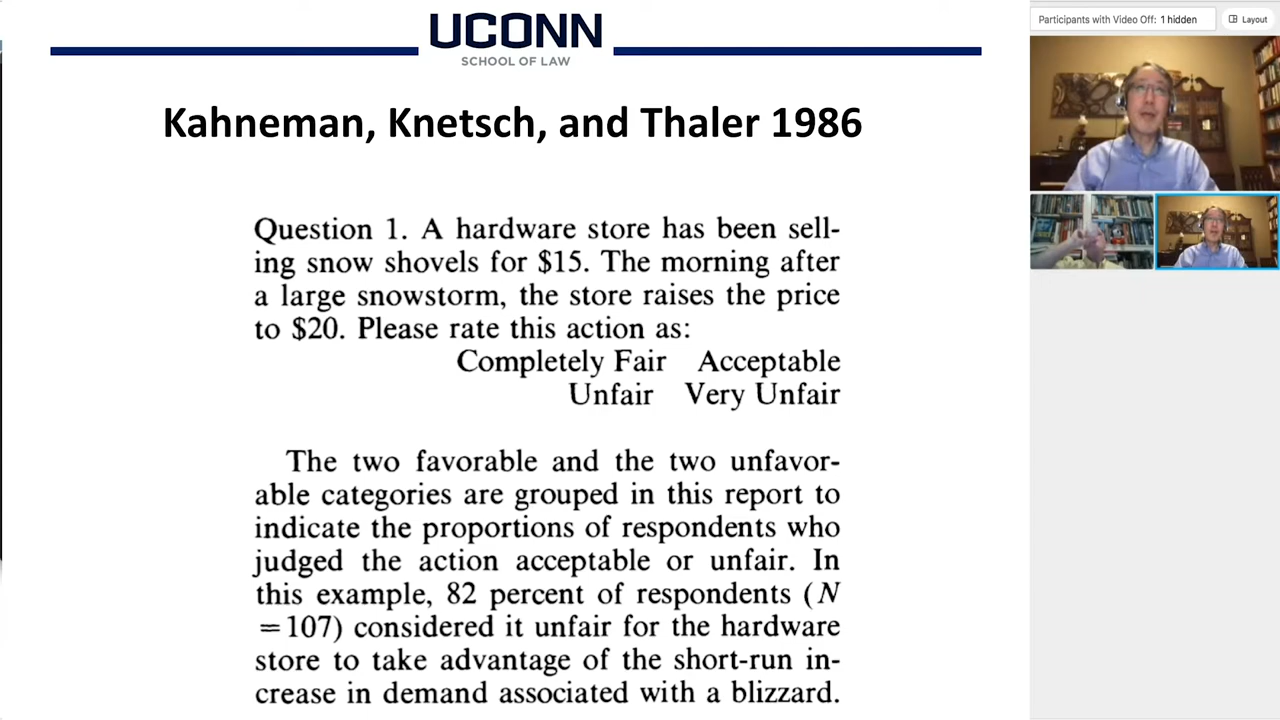 UCONN
SCHOOL OF LAW
Kahneman, Knetsch, and Thaler 1986
Question 1. A hardware store has been sell-
ing snow shovels for $15. The morning after
a large snowstorm, the store raises the price
to $20. Please rate this action as:
Completely Fair Acceptable
Unfair Very Unfair
The two favorable and the two unfavor-
able categories are grouped in this report to
indicate the proportions of respondents who
judged the action acceptable or unfair. In
this example, 82 percent of respondents (N
=107) considered it unfair for the hardware
store to take advantage of the short-run in-
crease in demand associated with a blizzard.
Participants with Video Off: 1 hidden
Layout